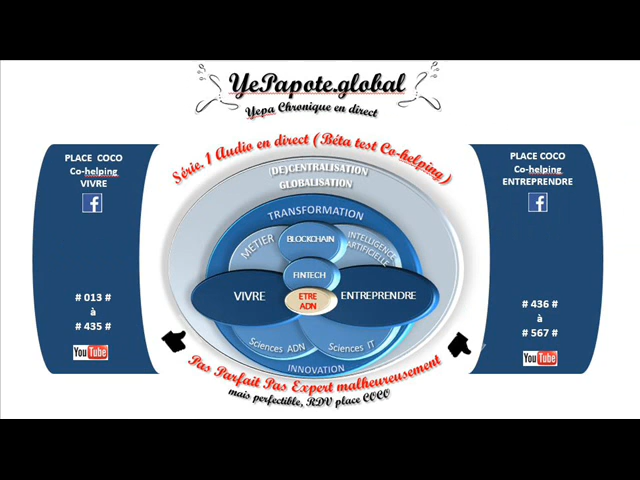 YePapote.global
Yepa Chronique en direct
Série, 1 Audio en direct (Béta test Co-helping)
PLACE COCO
Co-helping
VIVRE
# 013 #
à
# 435 #
YouTube
(DE)CENTRALISATION
GLOBALISATION
TRANSFORMATION
METIER
BLOCKCHAIN
INTELLIGENCE
ARTIFICIELLE
FINTECH
VIVRE
ETRE
ADN
ENTREPRENDRE
Sciences ADN
Sciences IT
INNOVATION
Pas Parfait Pas Expert malheureusement
mais perfectible, RDV place COCO
PLACE COCO
Co-helping
ENTREPRENDRE
# 436 #
à
# 567 #
YouTube